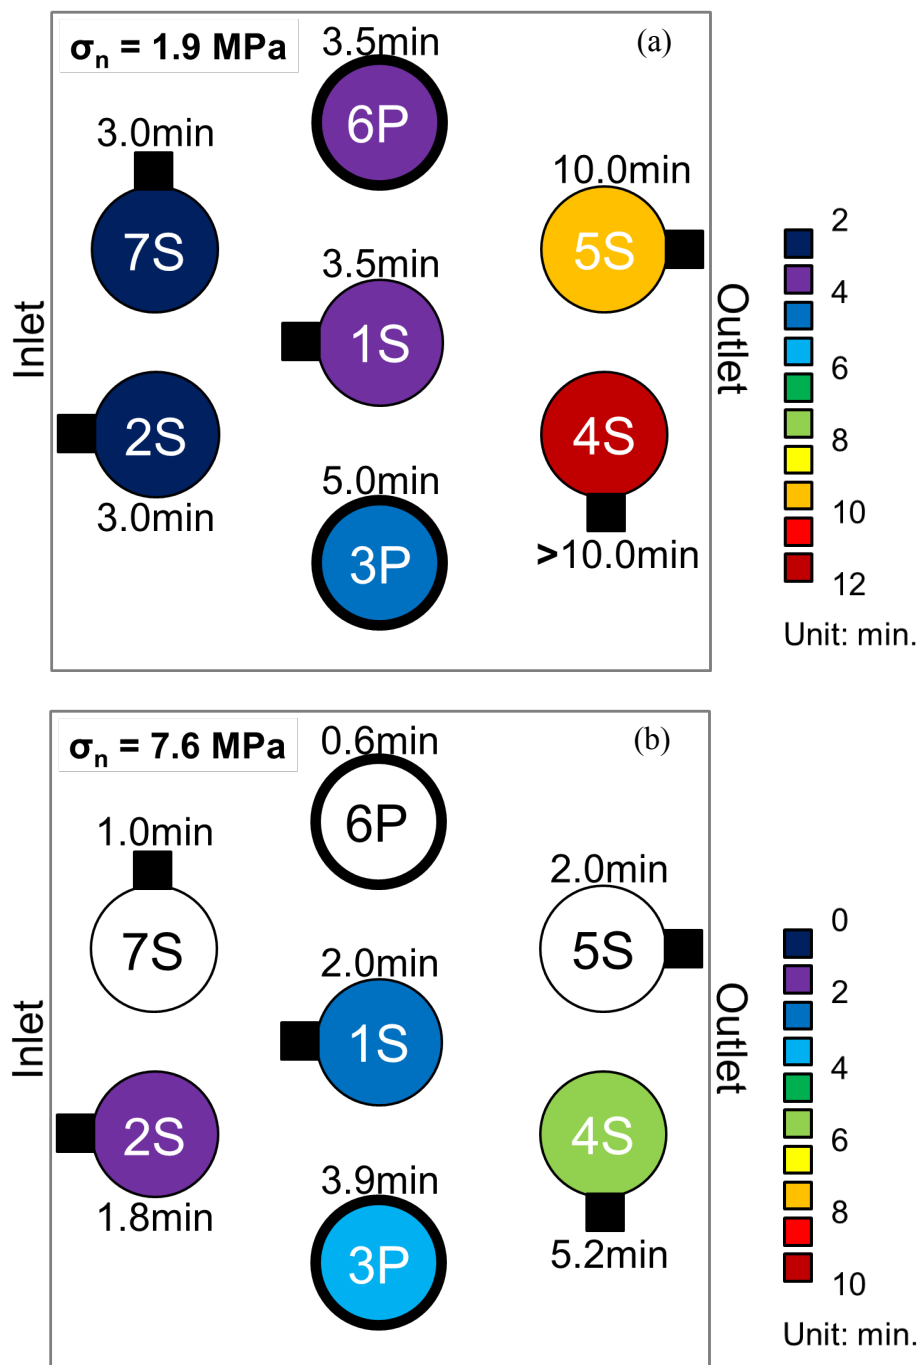 σn = 1.9 MPa
(a)
3.5min
6P
3.0min
7S
10.0min
5S
3.5min
1S
Inlet
Outlet
2S
3.0min
4S
>10.0min
5.0min
3P
2
4
6
8
10
12
Unit: min.
σn = 7.6 MPa
(b)
0.6min
6P
1.0min
7S
2.0min
5S
2.0min
1S
Inlet
Outlet
2S
1.8min
4S
5.2min
3.9min
3P
0
2
4
6
8
10
Unit: min.